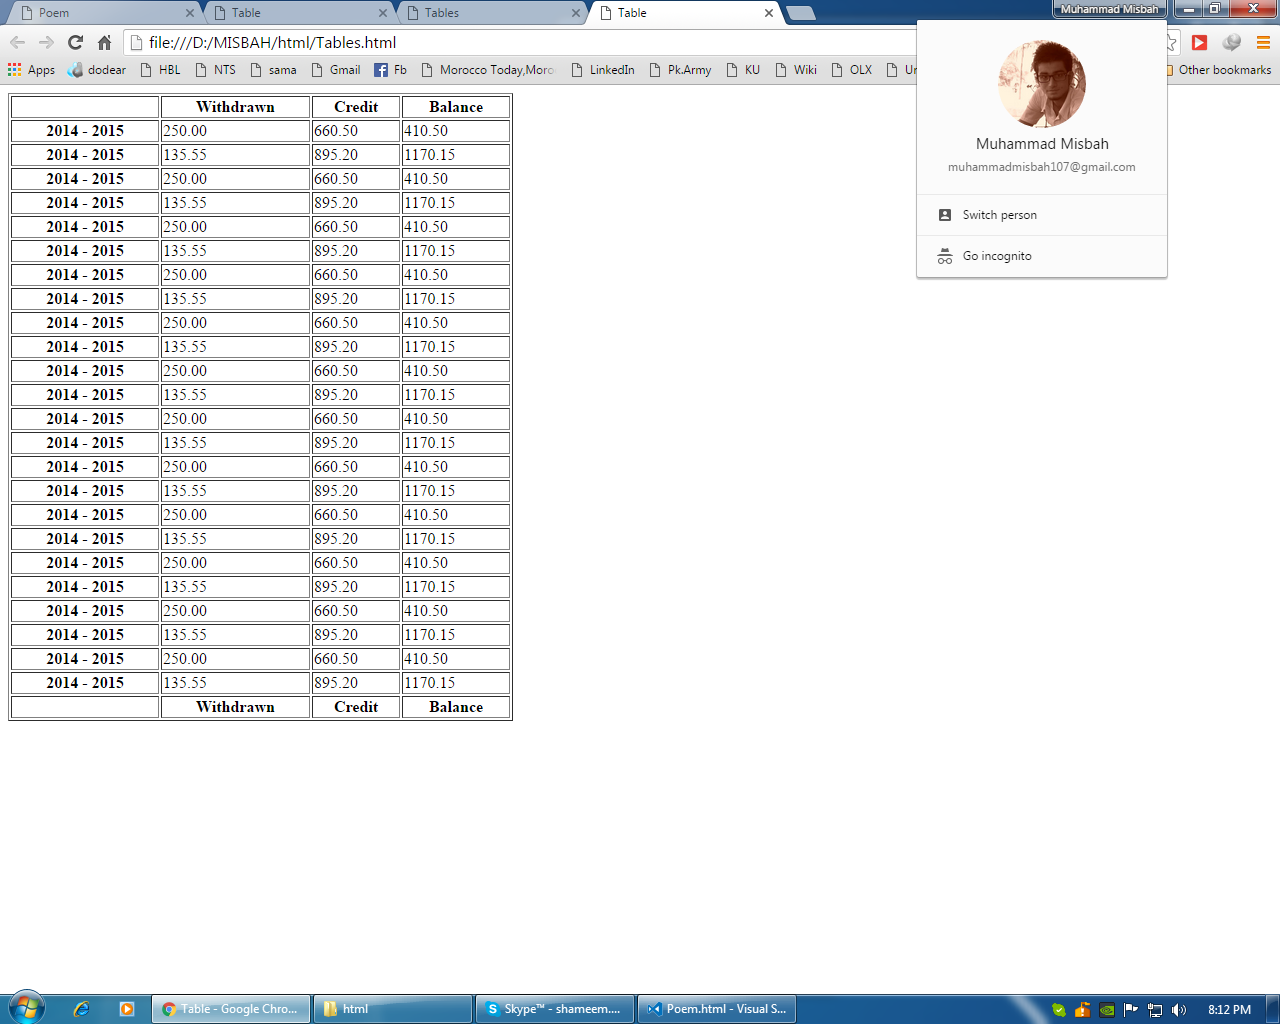 Poem Table Tables Table Muhammad Misbah
file:///D:/MISBAH/html/Tables.html
Apps dodear HBL NTS sama Gmail Fb Morocco Today,Moro LinkedIn Pk.Army KU Wiki OLX Other bookmarks
Muhammad Misbah
muhammadmisbah107@gmail.com
Switch person
Go incognito
Withdrawn Credit Balance
2014 - 2015 250.00 660.50 410.50
2014 - 2015 135.55 895.20 1170.15
2014 - 2015 250.00 660.50 410.50
2014 - 2015 135.55 895.20 1170.15
2014 - 2015 250.00 660.50 410.50
2014 - 2015 135.55 895.20 1170.15
2014 - 2015 250.00 660.50 410.50
2014 - 2015 135.55 895.20 1170.15
2014 - 2015 250.00 660.50 410.50
2014 - 2015 135.55 895.20 1170.15
2014 - 2015 250.00 660.50 410.50
2014 - 2015 135.55 895.20 1170.15
2014 - 2015 250.00 660.50 410.50
2014 - 2015 135.55 895.20 1170.15
2014 - 2015 250.00 660.50 410.50
2014 - 2015 135.55 895.20 1170.15
2014 - 2015 250.00 660.50 410.50
2014 - 2015 135.55 895.20 1170.15
2014 - 2015 250.00 660.50 410.50
2014 - 2015 135.55 895.20 1170.15
2014 - 2015 250.00 660.50 410.50
2014 - 2015 135.55 895.20 1170.15
2014 - 2015 250.00 660.50 410.50
2014 - 2015 135.55 895.20 1170.15
Withdrawn Credit Balance
Table - Google Chro... html Skype™ - shameem.... Poem.html - Visual S... 8:12 PM